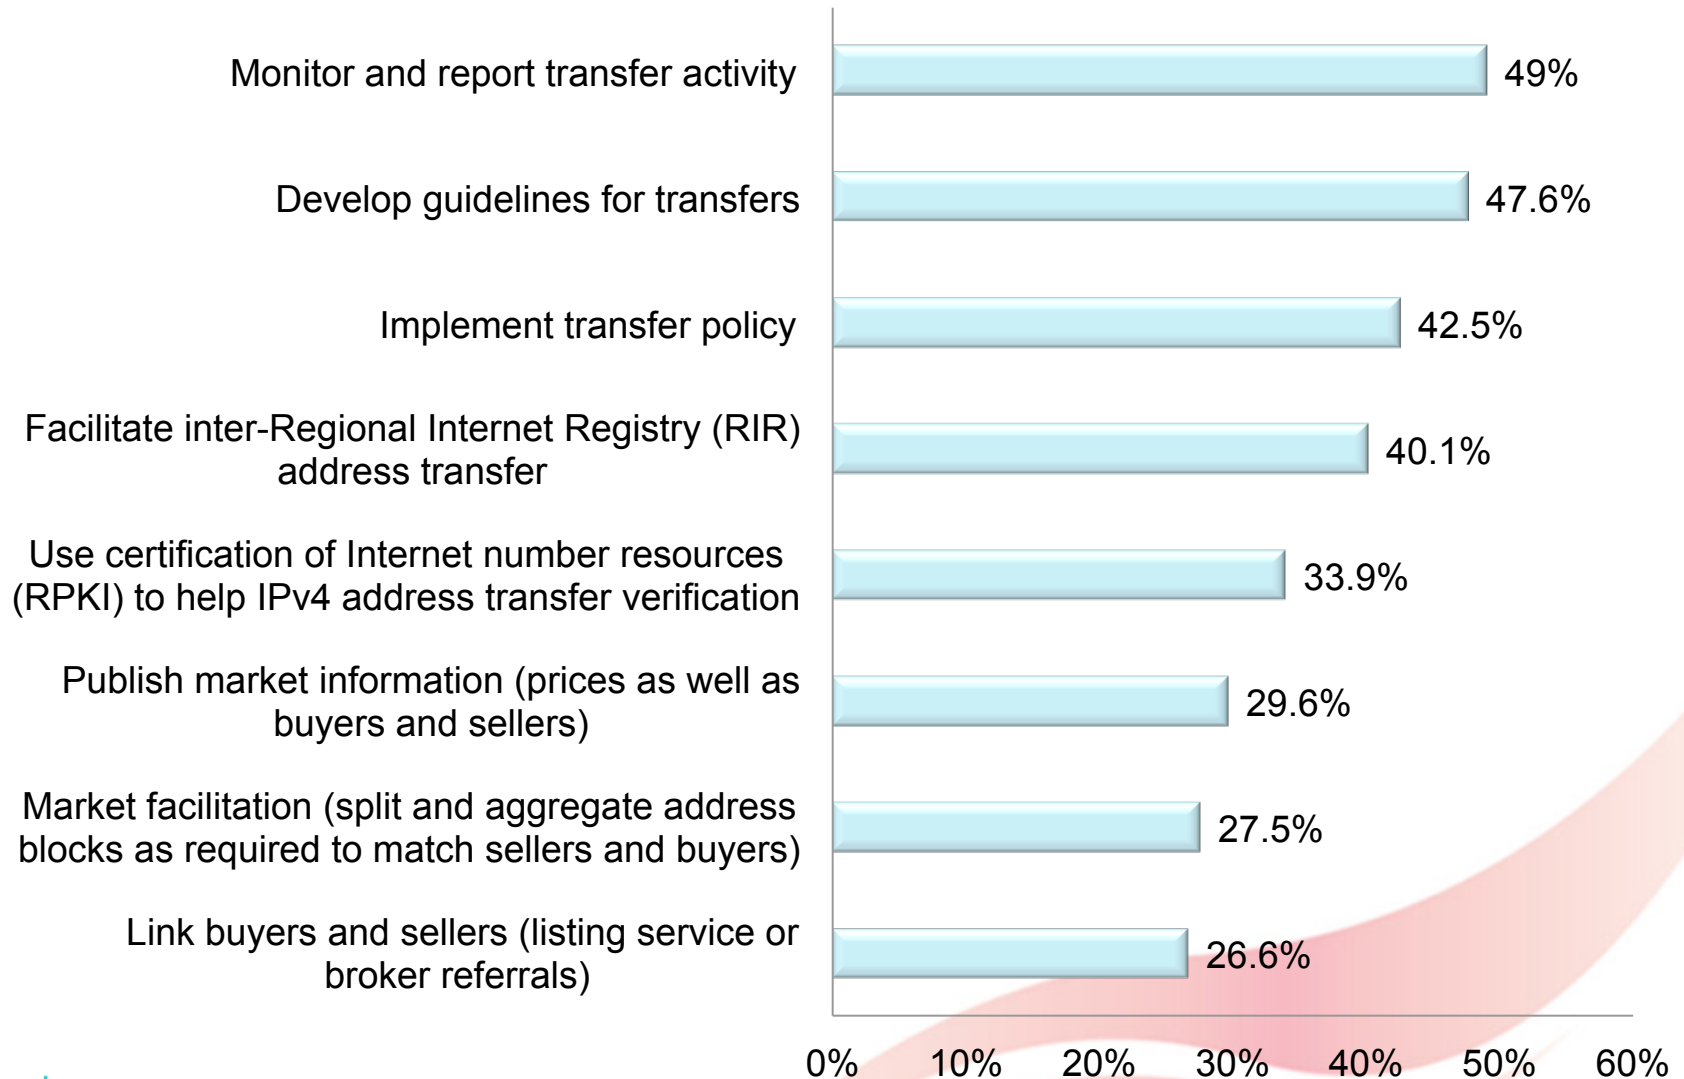 Monitor and report transfer activity
49%
Develop guidelines for transfers
47.6%
Implement transfer policy
42.5%
Facilitate inter-Regional Internet Registry (RIR)
address transfer
40.1%
Use certification of Internet number resources
(RPKI) to help IPv4 address transfer verification
33.9%
Publish market information (prices as well as
buyers and sellers)
29.6%
Market facilitation (split and aggregate address
blocks as required to match sellers and buyers)
27.5%
Link buyers and sellers (listing service or
broker referrals)
26.6%
0% 10% 20% 30% 40% 50% 60%